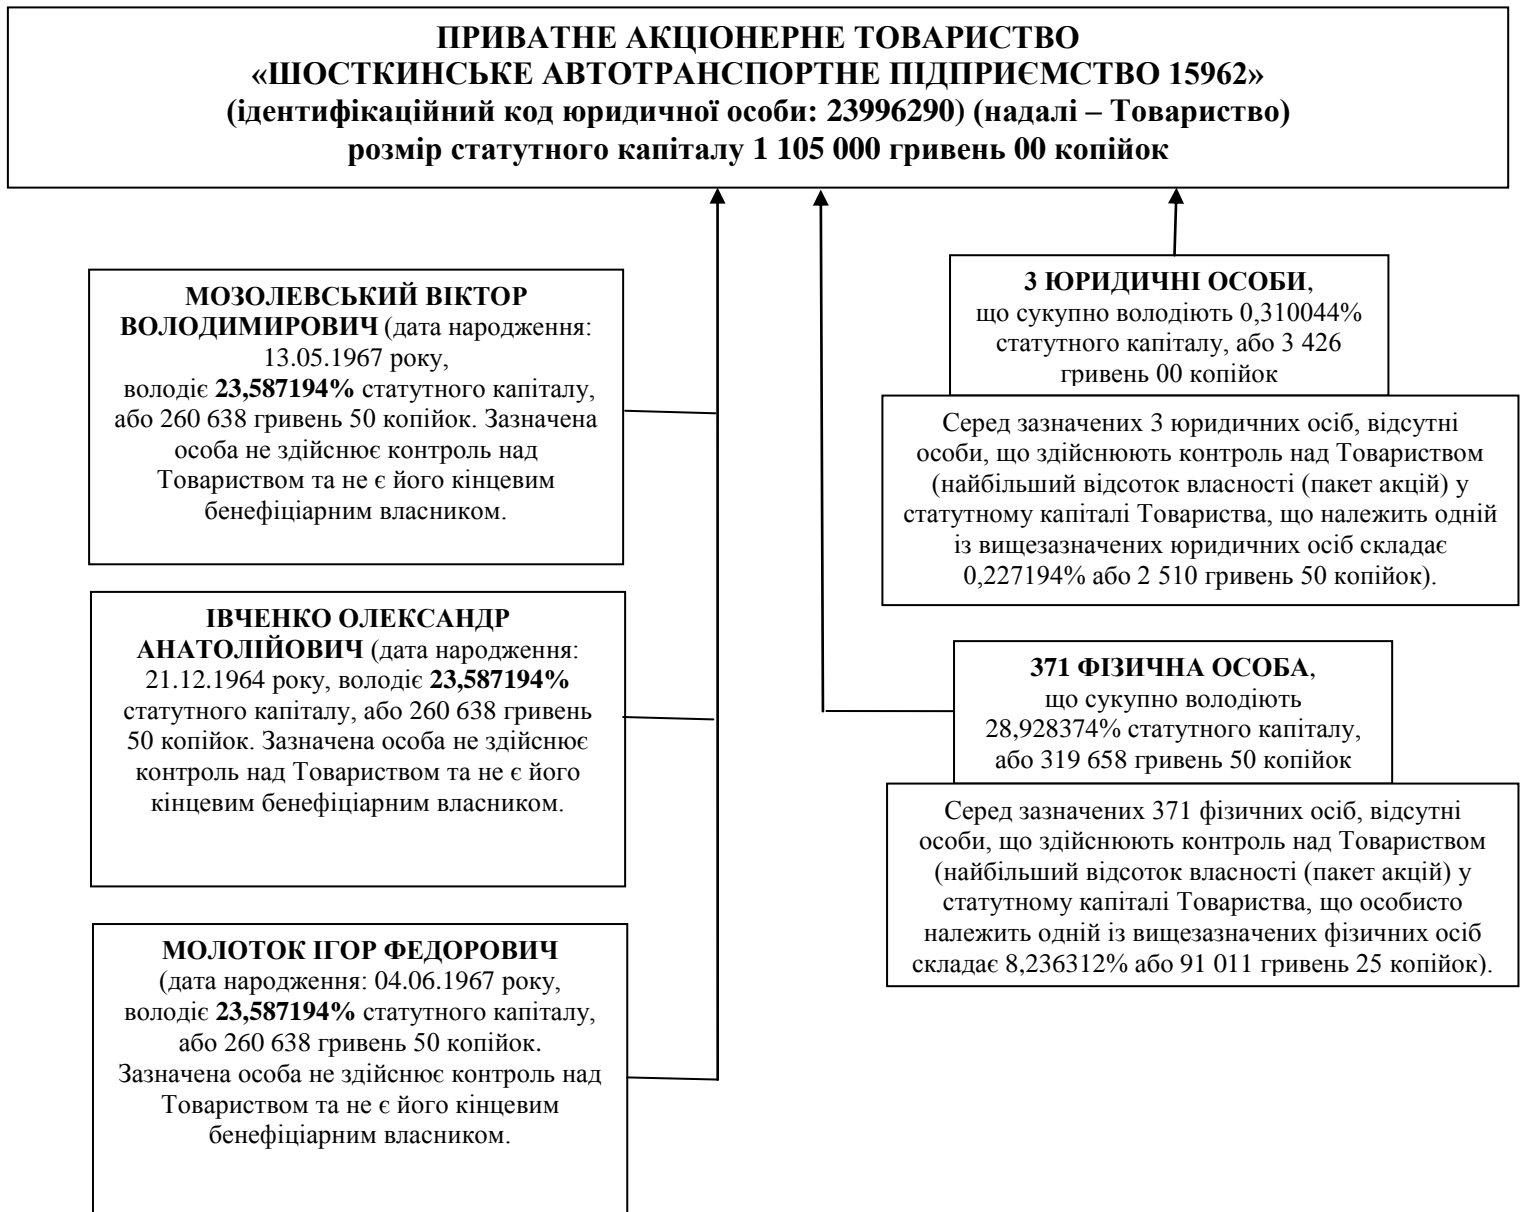 ПРИВАТНЕ АКЦІОНЕРНЕ ТОВАРИСТВО
«ШОСТКИНСЬКЕ АВТОТРАНСПОРТНЕ ПІДПРИЄМСТВО 15962»
(ідентифікаційний код юридичної особи: 23996290) (надалі – Товариство)
розмір статутного капіталу 1 105 000 гривень 00 копійок
МОЗОЛЕВСЬКИЙ ВІКТОР
ВОЛОДИМИРОВИЧ (дата народження:
13.05.1967 року,
володіє 23,587194% статутного капіталу,
або 260 638 гривень 50 копійок. Зазначена
особа не здійснює контроль над
Товариством та не є його кінцевим
бенефіціарним власником.
ІВЧЕНКО ОЛЕКСАНДР
АНАТОЛІЙОВИЧ (дата народження:
21.12.1964 року, володіє 23,587194%
статутного капіталу, або 260 638 гривень
50 копійок. Зазначена особа не здійснює
контроль над Товариством та не є його
кінцевим бенефіціарним власником.
МОЛОТОК ІГОР ФЕДОРОВИЧ
(дата народження: 04.06.1967 року,
володіє 23,587194% статутного капіталу,
або 260 638 гривень 50 копійок.
Зазначена особа не здійснює контроль над
Товариством та не є його кінцевим
бенефіціарним власником.
3 ЮРИДИЧНІ ОСОБИ,
що сукупно володіють 0,310044%
статутного капіталу, або 3 426
гривень 00 копійок
Серед зазначених 3 юридичних осіб, відсутні
особи, що здійснюють контроль над Товариством
(найбільший відсоток власності (пакет акцій) у
статутному капіталі Товариства, що належить одній
із вищезазначених юридичних осіб складає
0,227194% або 2 510 гривень 50 копійок).
371 ФІЗИЧНА ОСОБА,
що сукупно володіють
28,928374% статутного капіталу,
або 319 658 гривень 50 копійок
Серед зазначених 371 фізичних осіб, відсутні
особи, що здійснюють контроль над Товариством
(найбільший відсоток власності (пакет акцій) у
статутному капіталі Товариства, що особисто
належить одній із вищезазначених фізичних осіб
складає 8,236312% або 91 011 гривень 25 копійок).